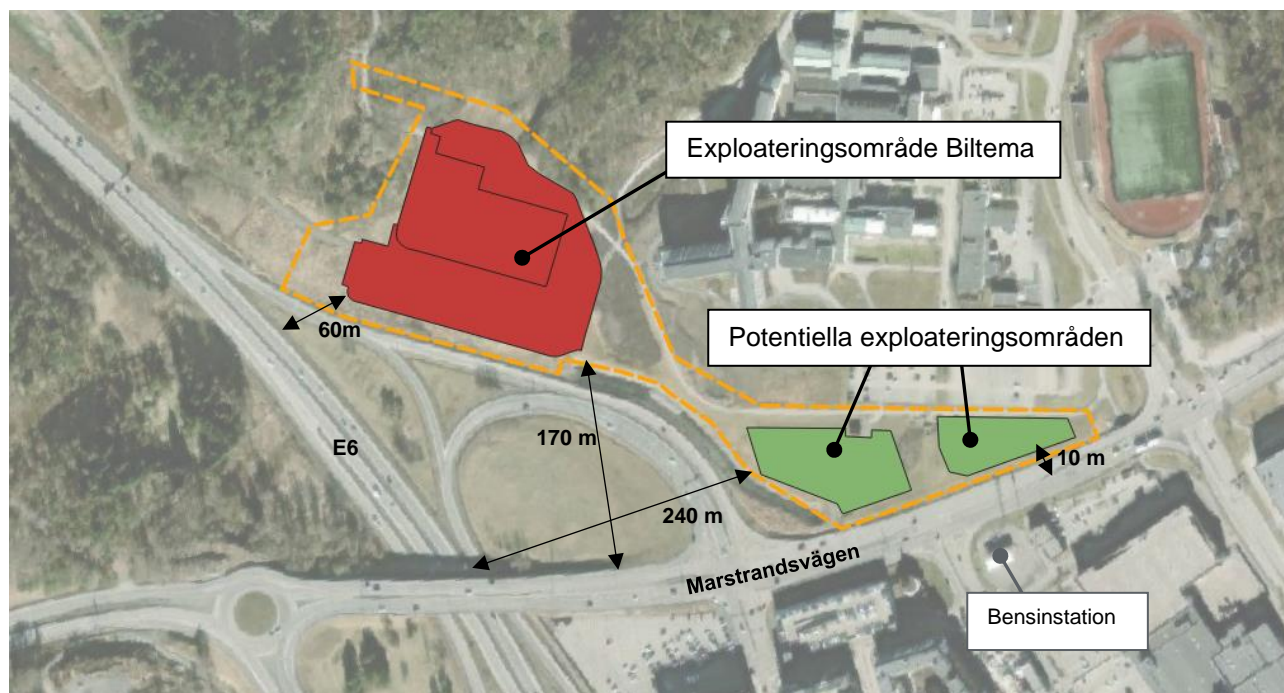 Exploateringsområde Biltema
60m
Potentiella exploateringsområden
E6
170 m
10 m
240 m
Marstrandsvägen
Bensinstation